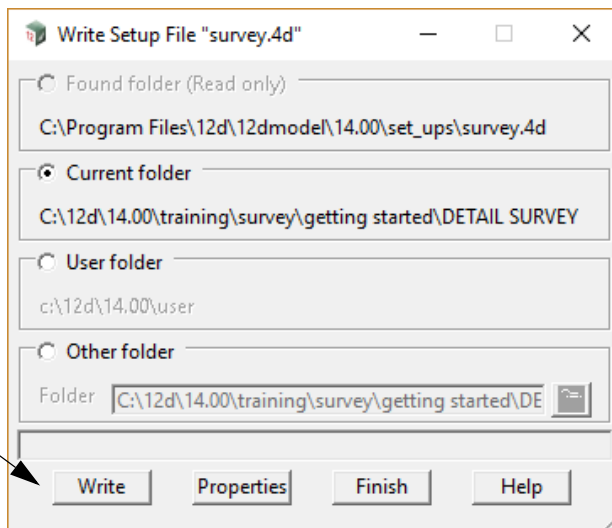 Write Setup File "survey.4d"
Found folder (Read only)
C:\Program Files\12d\12dmodel\14.00\set_ups\survey.4d
Current folder
C:\12d\14.00\training\survey\getting started\DETAIL SURVEY
User folder
c:\12d\14.00\user
Other folder
Folder C:\12d\14.00\training\survey\getting started\DE
Write Properties Finish Help